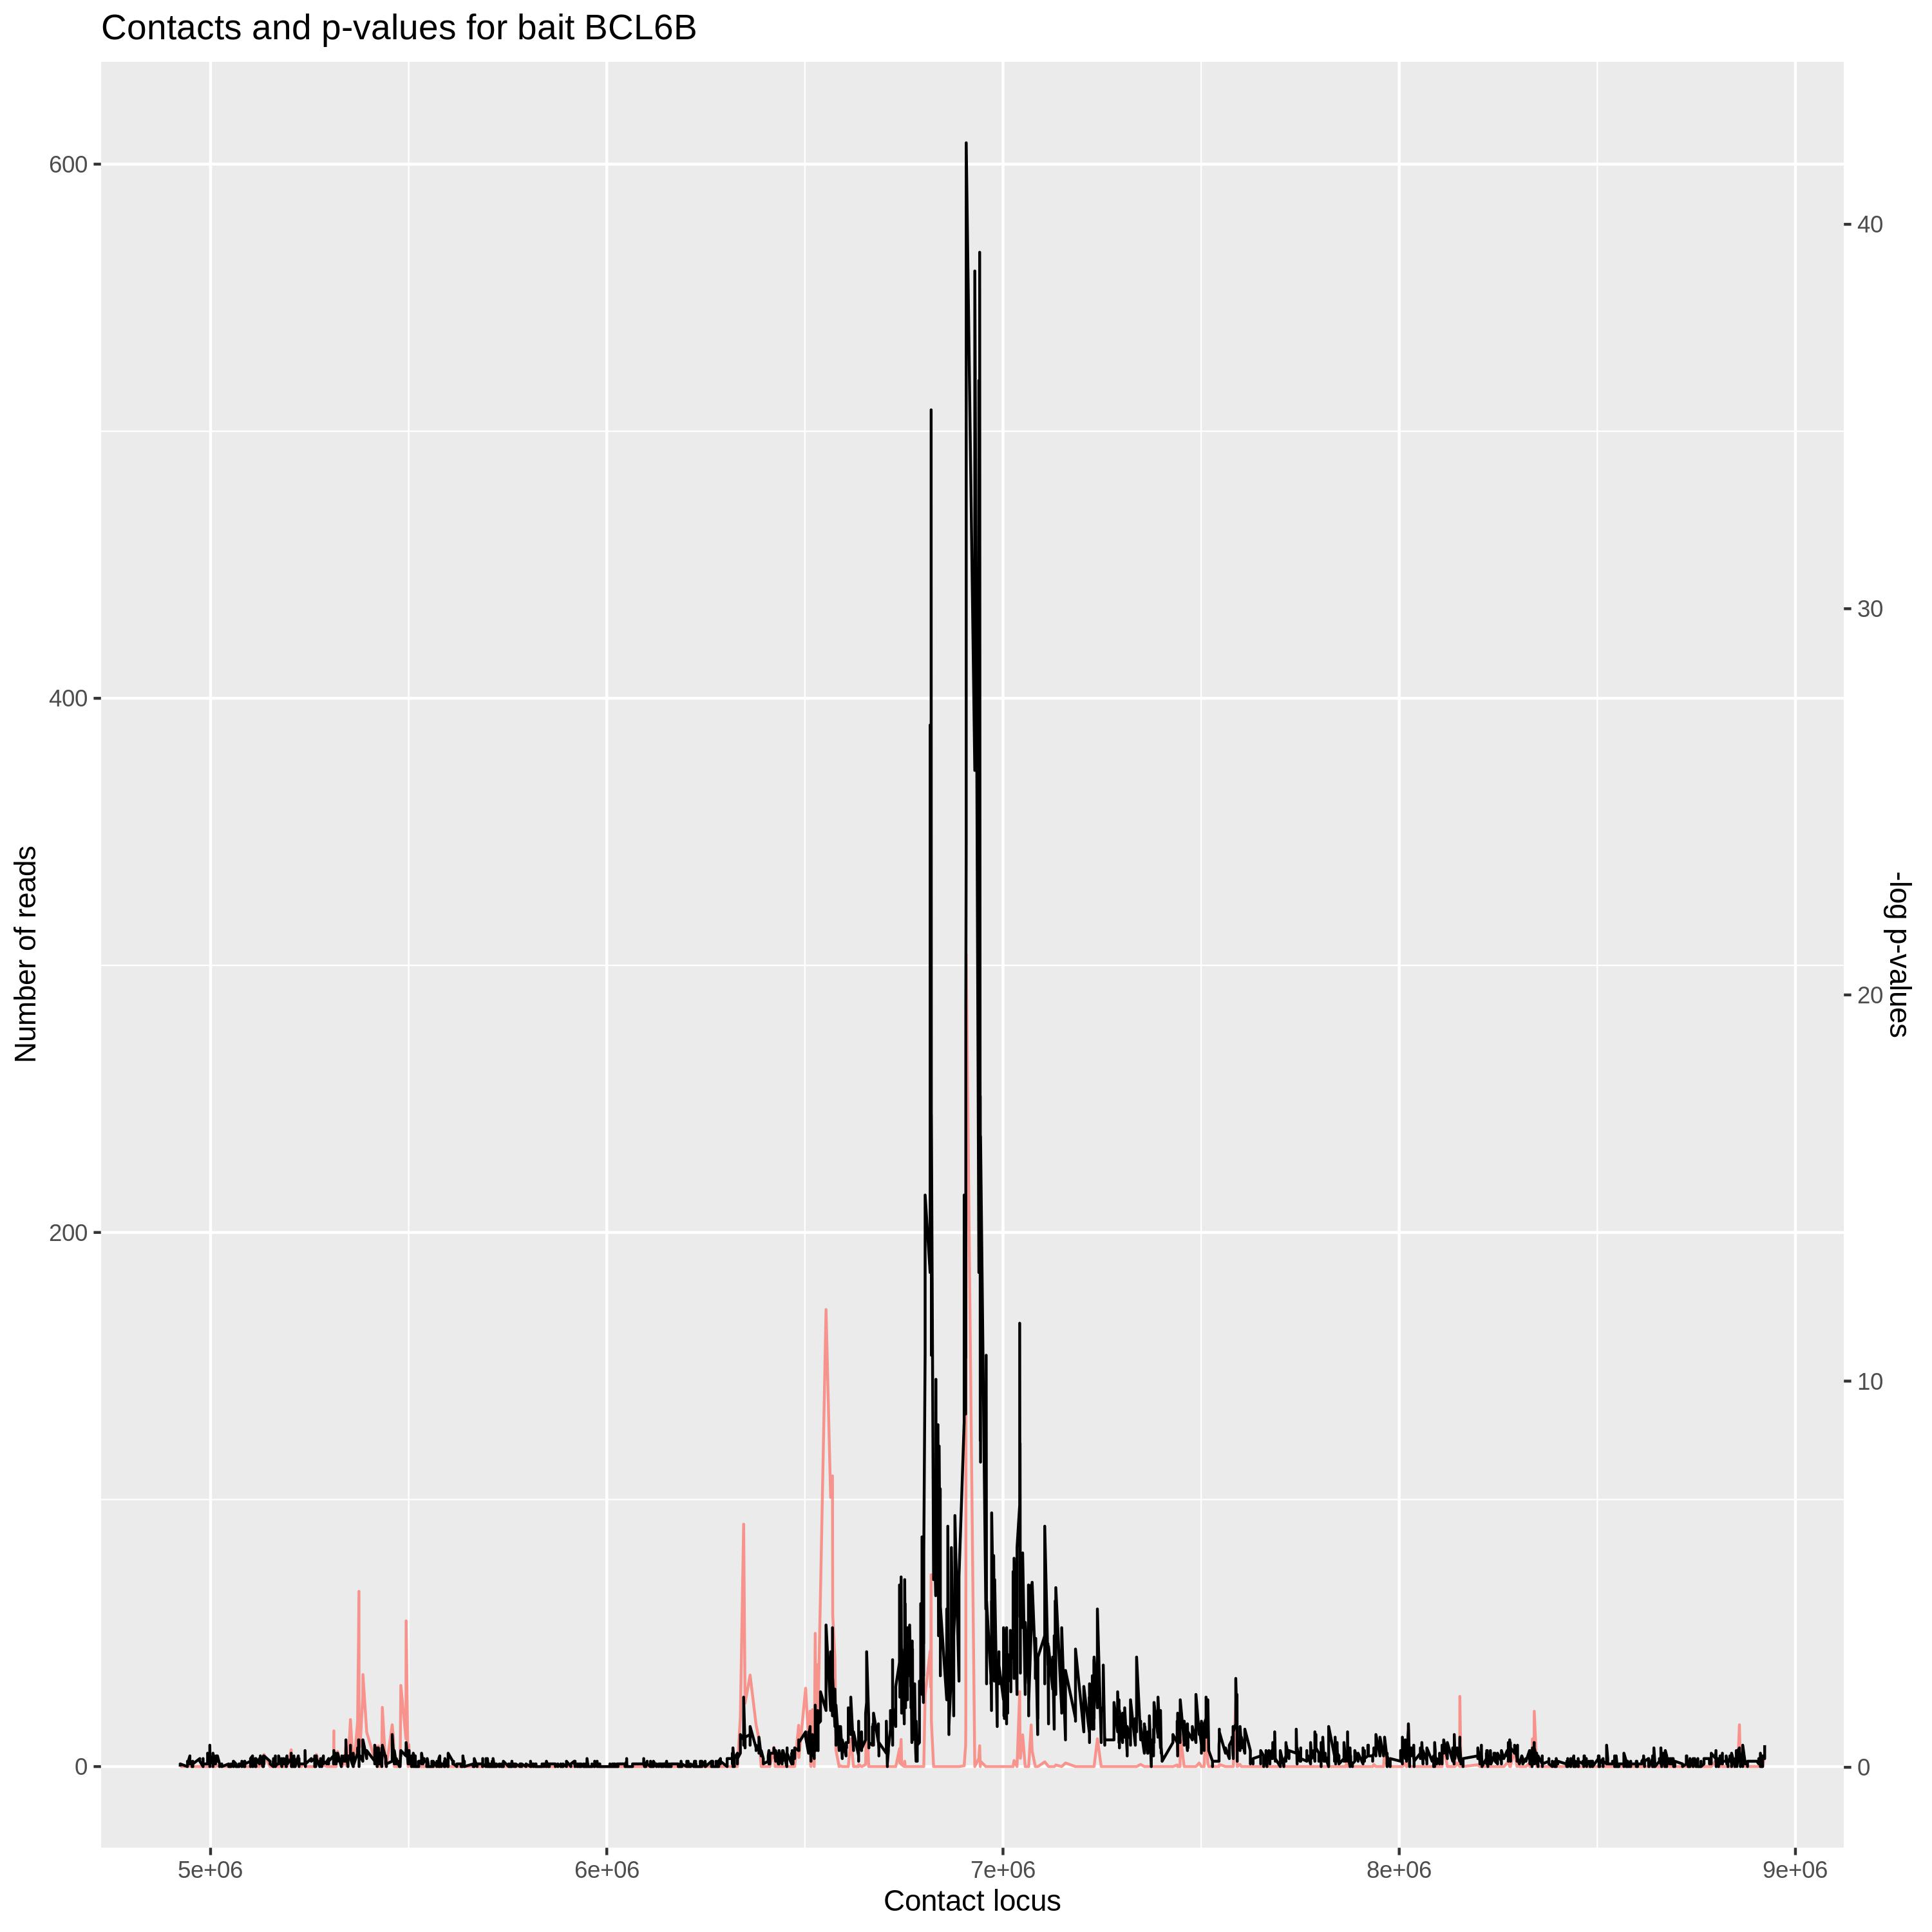 Contacts and p-values for bait BCL6B
600
400
200
0
Number of reads
40
30
20
10
0
-log p-values
5e+06 6e+06 7e+06 8e+06 9e+06
Contact locus